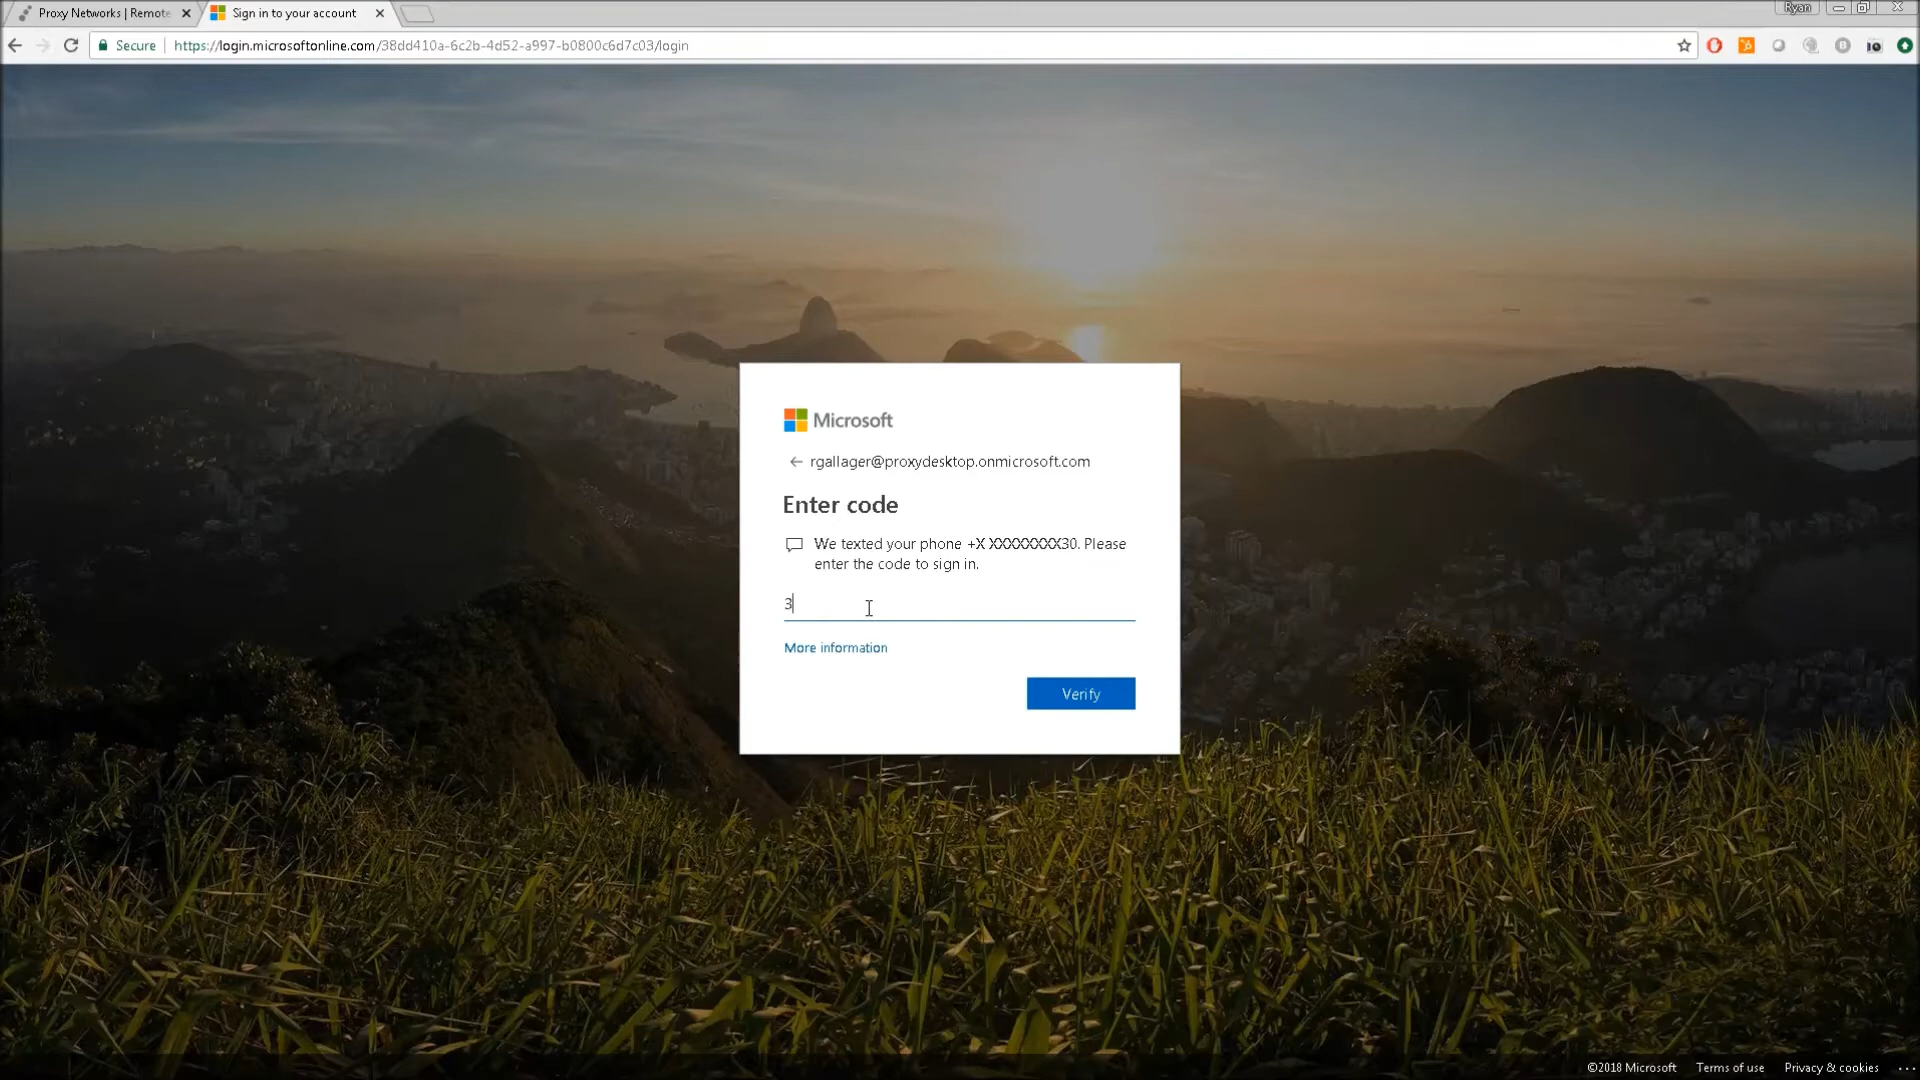 Proxy Networks | Remote
Sign in to your account
Ryan
Secure
https://login.microsoftonline.com/38dd410a-6c2b-4d52-a997-b0800c6d7c03/login
Microsoft
rgallager@proxydesktop.onmicrosoft.com
Enter code
We texted your phone +X XXXXXXXX30. Please
enter the code to sign in.
3
More information
Verify
©2018 Microsoft Terms of use Privacy & cookies ...